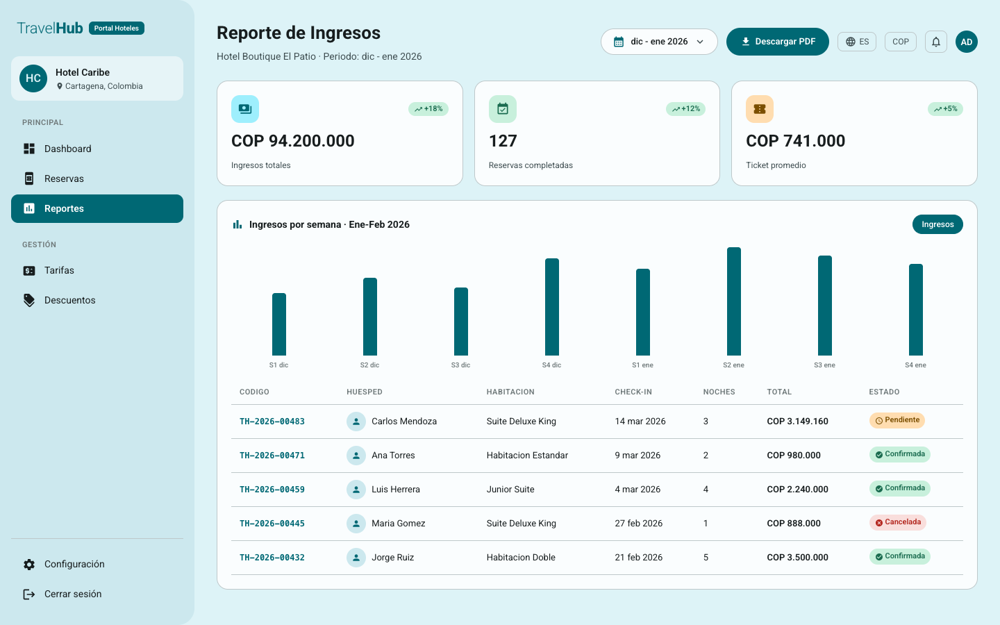 TravelHub Portal Hoteles
HC
Hotel Caribe
Cartagena, Colombia
PRINCIPAL
Dashboard
Reservas
Reportes
GESTIÓN
Tarifas
Descuentos
Configuración
Cerrar sesión
Reporte de Ingresos
Hotel Boutique El Patio · Periodo: dic - ene 2026
dic - ene 2026
Descargar PDF
ES
COP
AD
+18%
COP 94.200.000
Ingresos totales
+12%
127
Reservas completadas
+5%
COP 741.000
Ticket promedio
Ingresos por semana · Ene-Feb 2026
Ingresos
S1 dic S2 dic S3 dic S4 dic S1 ene S2 ene S3 ene S4 ene
CODIGO HUESPED HABITACION CHECK-IN NOCHES TOTAL ESTADO
TH-2026-00483 Carlos Mendoza Suite Deluxe King 14 mar 2026 3 COP 3.149.160 Pendiente
TH-2026-00471 Ana Torres Habitacion Estandar 9 mar 2026 2 COP 980.000 Confirmada
TH-2026-00459 Luis Herrera Junior Suite 4 mar 2026 4 COP 2.240.000 Confirmada
TH-2026-00445 Maria Gomez Suite Deluxe King 27 feb 2026 1 COP 888.000 Cancelada
TH-2026-00432 Jorge Ruiz Habitacion Doble 21 feb 2026 5 COP 3.500.000 Confirmada